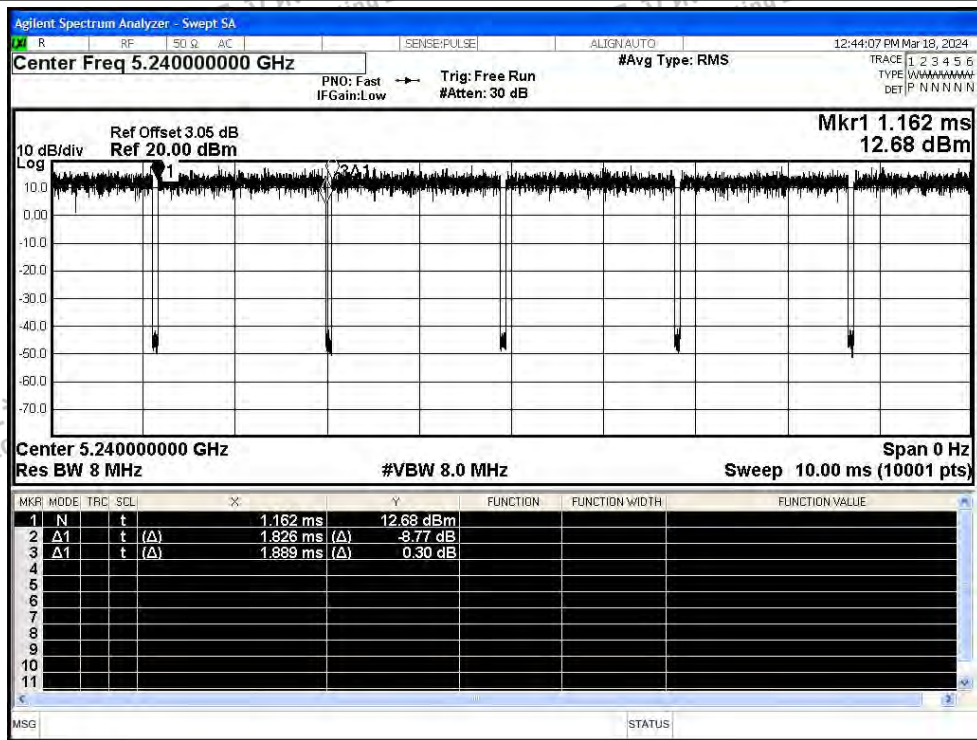 Agilent Spectrum Analyzer - Swept SA
R RF 50 Ω AC SENSE:PULSE ALIGN AUTO 12:44:07 PM Mar 18, 2024
Center Freq 5.240000000 GHz #Avg Type: RMS TRACE 1 2 3 4 5 6
PNO: Fast Trig: Free Run TYPE WWWWWW
IFGain:Low #Atten: 30 dB DET P N N N N N
Mkr1 1.162 ms
Ref Offset 3.05 dB
10 dB/div Ref 20.00 dBm 12.68 dBm
Log
1 3Δ1
10.0
0.00
-10.0
-20.0
-30.0
-40.0
-50.0
-60.0
-70.0
Center 5.240000000 GHz Span 0 Hz
Res BW 8 MHz #VBW 8.0 MHz Sweep 10.00 ms (10001 pts)
MKR MODE TRC SCL X Y FUNCTION FUNCTION WIDTH FUNCTION VALUE
1 N t 1.162 ms 12.68 dBm
2 Δ1 t (Δ) 1.826 ms (Δ) -8.77 dB
3 Δ1 t (Δ) 1.889 ms (Δ) 0.30 dB
4
5
6
7
8
9
10
11
MSG STATUS